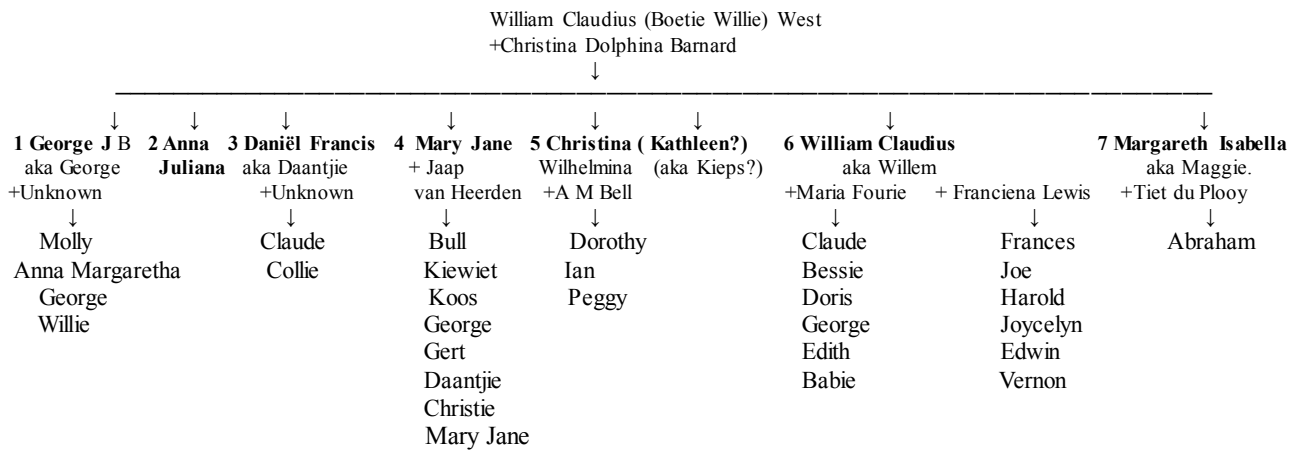 William Claudius (Boetie Willie) West
+Christina Dolphina Barnard
↓
↓ ↓ ↓ ↓ ↓ ↓ ↓ ↓
1 George J B 2 Anna 3 Daniël Francis 4 Mary Jane 5 Christina ( Kathleen?) 6 William Claudius 7 Margareth Isabella
aka George Juliana aka Daantjie + Jaap Wilhelmina (aka Kieps?) aka Willem aka Maggie.
+Unknown +Unknown van Heerden +A M Bell +Maria Fourie + Franciena Lewis +Tiet du Plooy
↓ ↓ ↓ ↓ ↓ ↓ ↓
Molly Claude Bull Dorothy Claude Frances Abraham
Anna Margaretha Collie Kiewiet Ian Bessie Joe
George Koos Peggy Doris Harold
Willie George George Joycelyn
Gert Edith Edwin
Daantjie Babie Vernon
Christie
Mary Jane